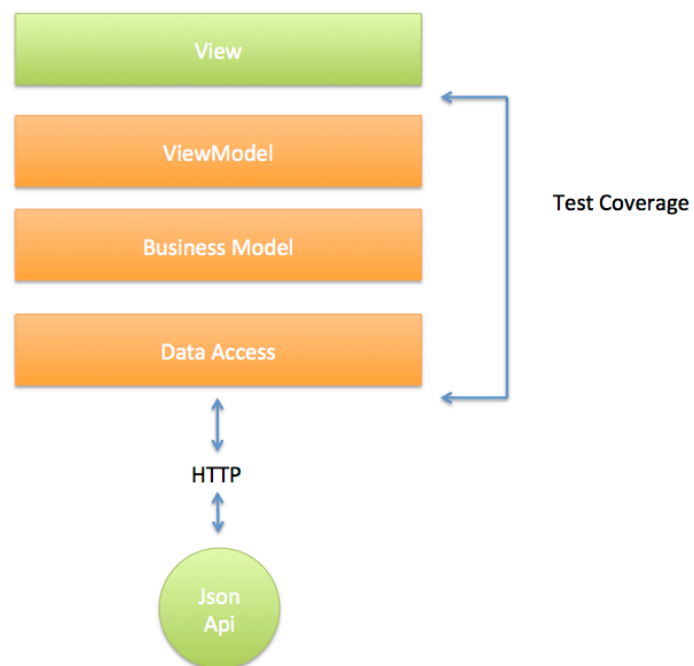 View
ViewModel
Test Coverage
Business Model
Data Access
HTTP
Json
Api